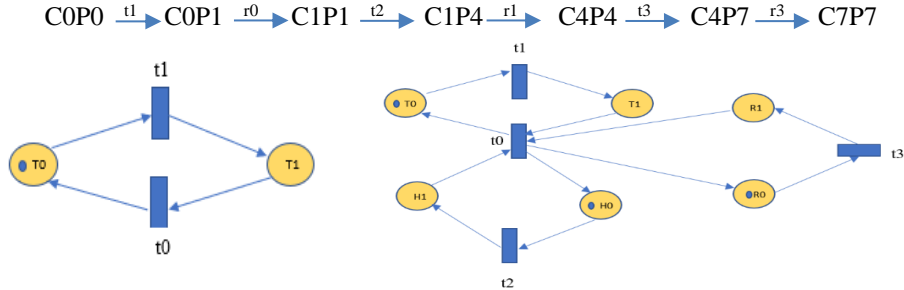 C0P0 t1 C0P1 r0 C1P1 t2 C1P4 r1 C4P4 t3 C4P7 r3 C7P7
t1
T0
T1
t0
t1
T0
T1
R1
t0
t3
H1
H0
R0
t2